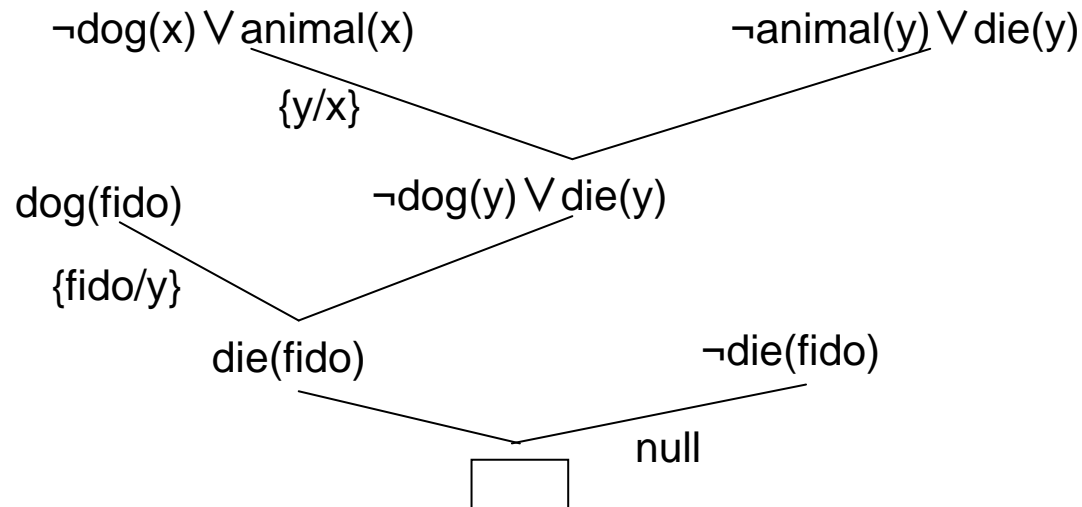 ¬dog(x)∨animal(x) ¬animal(y)∨die(y)
{y/x}
dog(fido) ¬dog(y)∨die(y)
{fido/y}
die(fido) ¬die(fido)
null